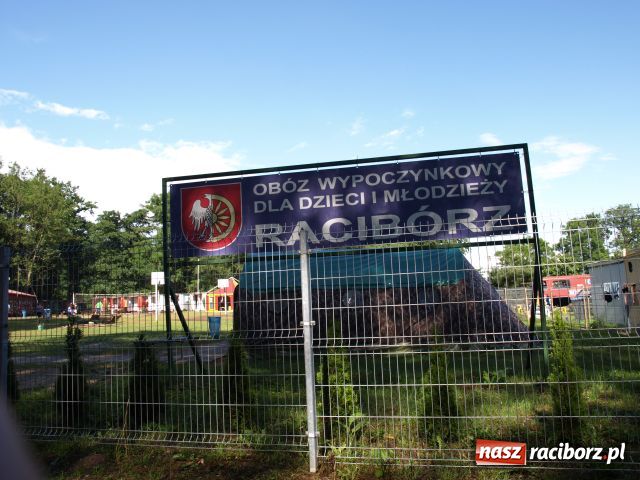 OBÓZ WYPOCZYNKOWY
DLA DZIECI I MŁODZIEŻY
RACIBÓRZ
nasz raciborz.pl